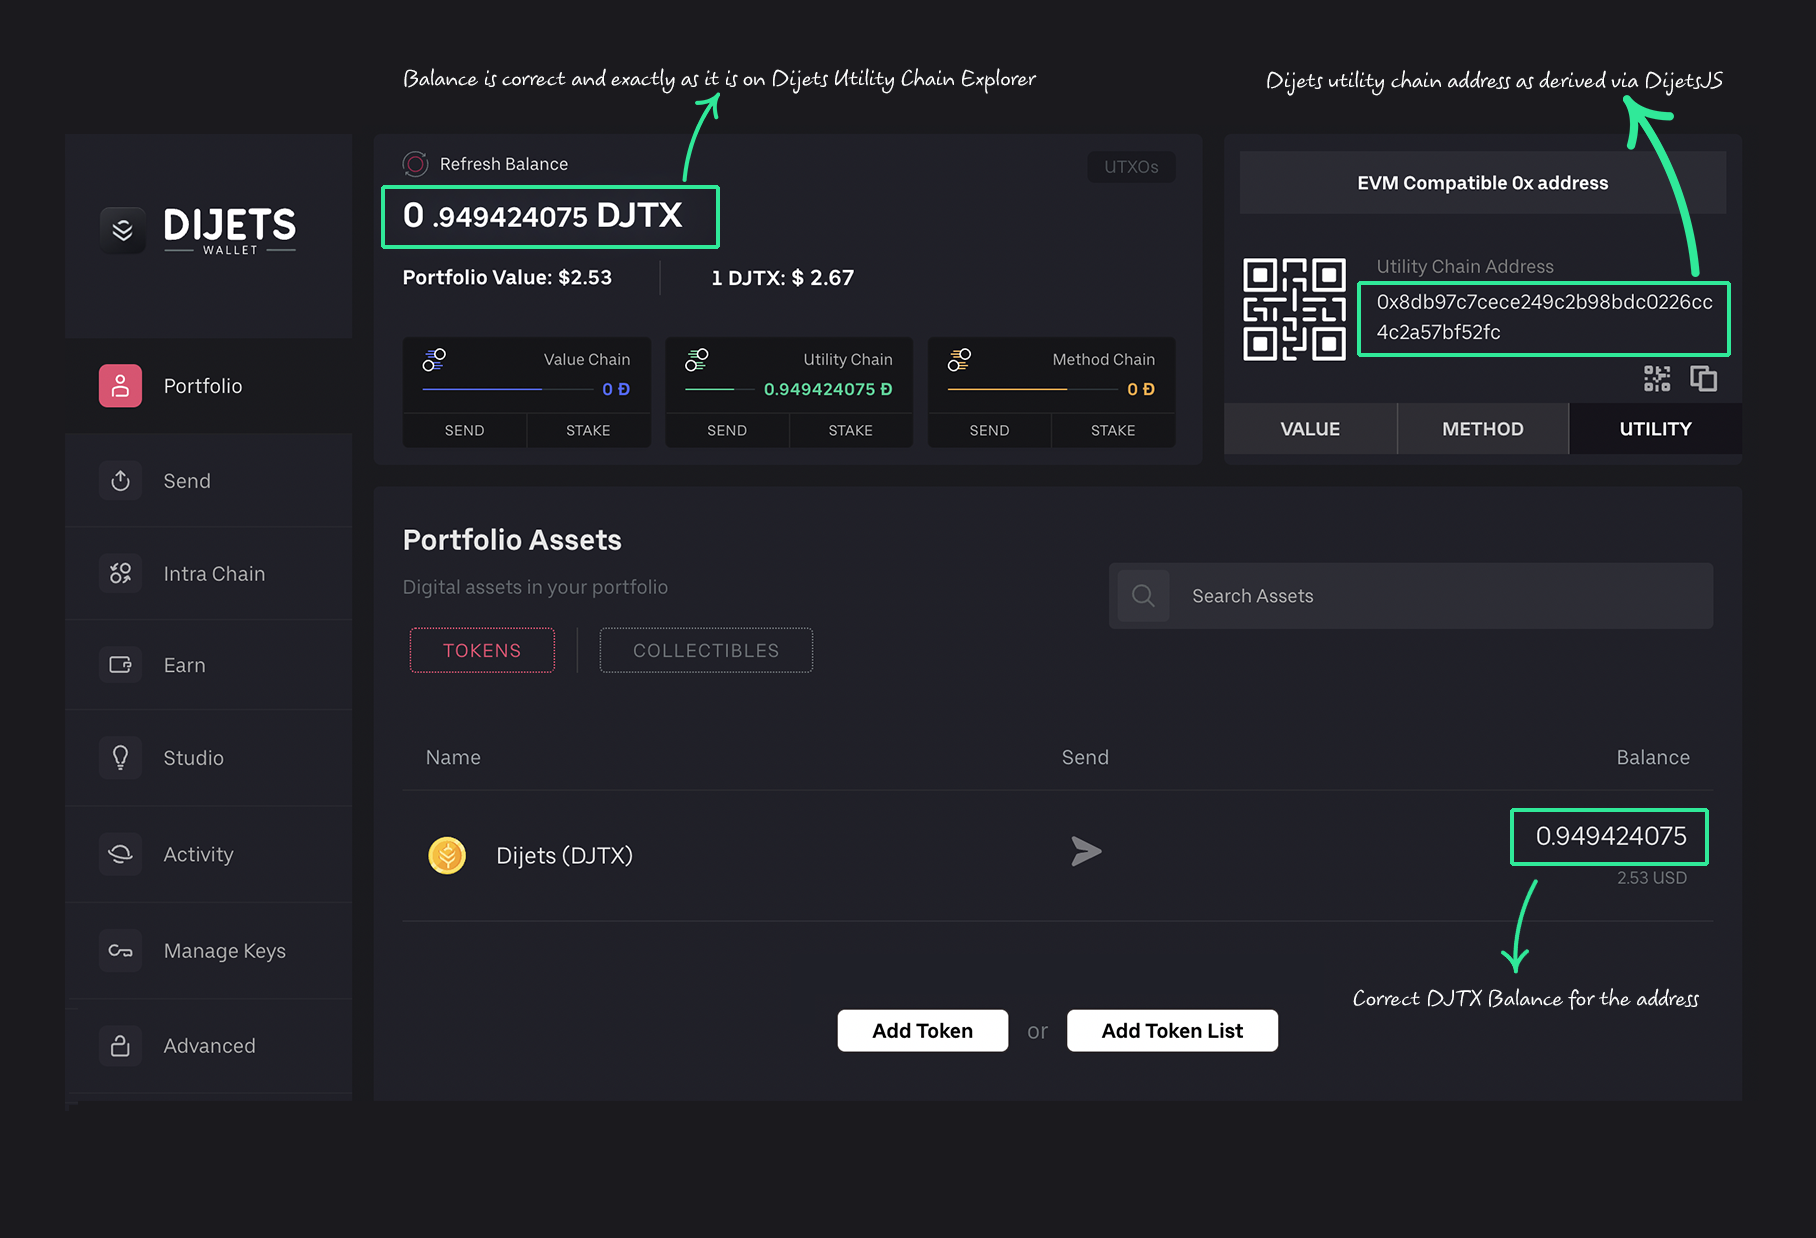 Balance is correct and exactly as it is on Dijets Utility Chain Explorer
Dijets utility chain address as derived via DijetsJS
DIJETS
WALLET
Refresh Balance
UTXOs
0 .949424075 DJTX
Portfolio Value: $2.53
1 DJTX: $ 2.67
Value Chain
0 Đ
SEND
STAKE
Utility Chain
0.949424075 Đ
SEND
STAKE
Method Chain
0 Đ
SEND
STAKE
EVM Compatible 0x address
Utility Chain Address
0x8db97c7cece249c2b98bdc0226cc
4c2a57bf52fc
VALUE
METHOD
UTILITY
Portfolio
Send
Intra Chain
Earn
Studio
Activity
Manage Keys
Advanced
Portfolio Assets
Digital assets in your portfolio
Search Assets
TOKENS
COLLECTIBLES
Name
Send
Balance
Dijets (DJTX)
0.949424075
2.53 USD
Correct DJTX Balance for the address
Add Token
or
Add Token List